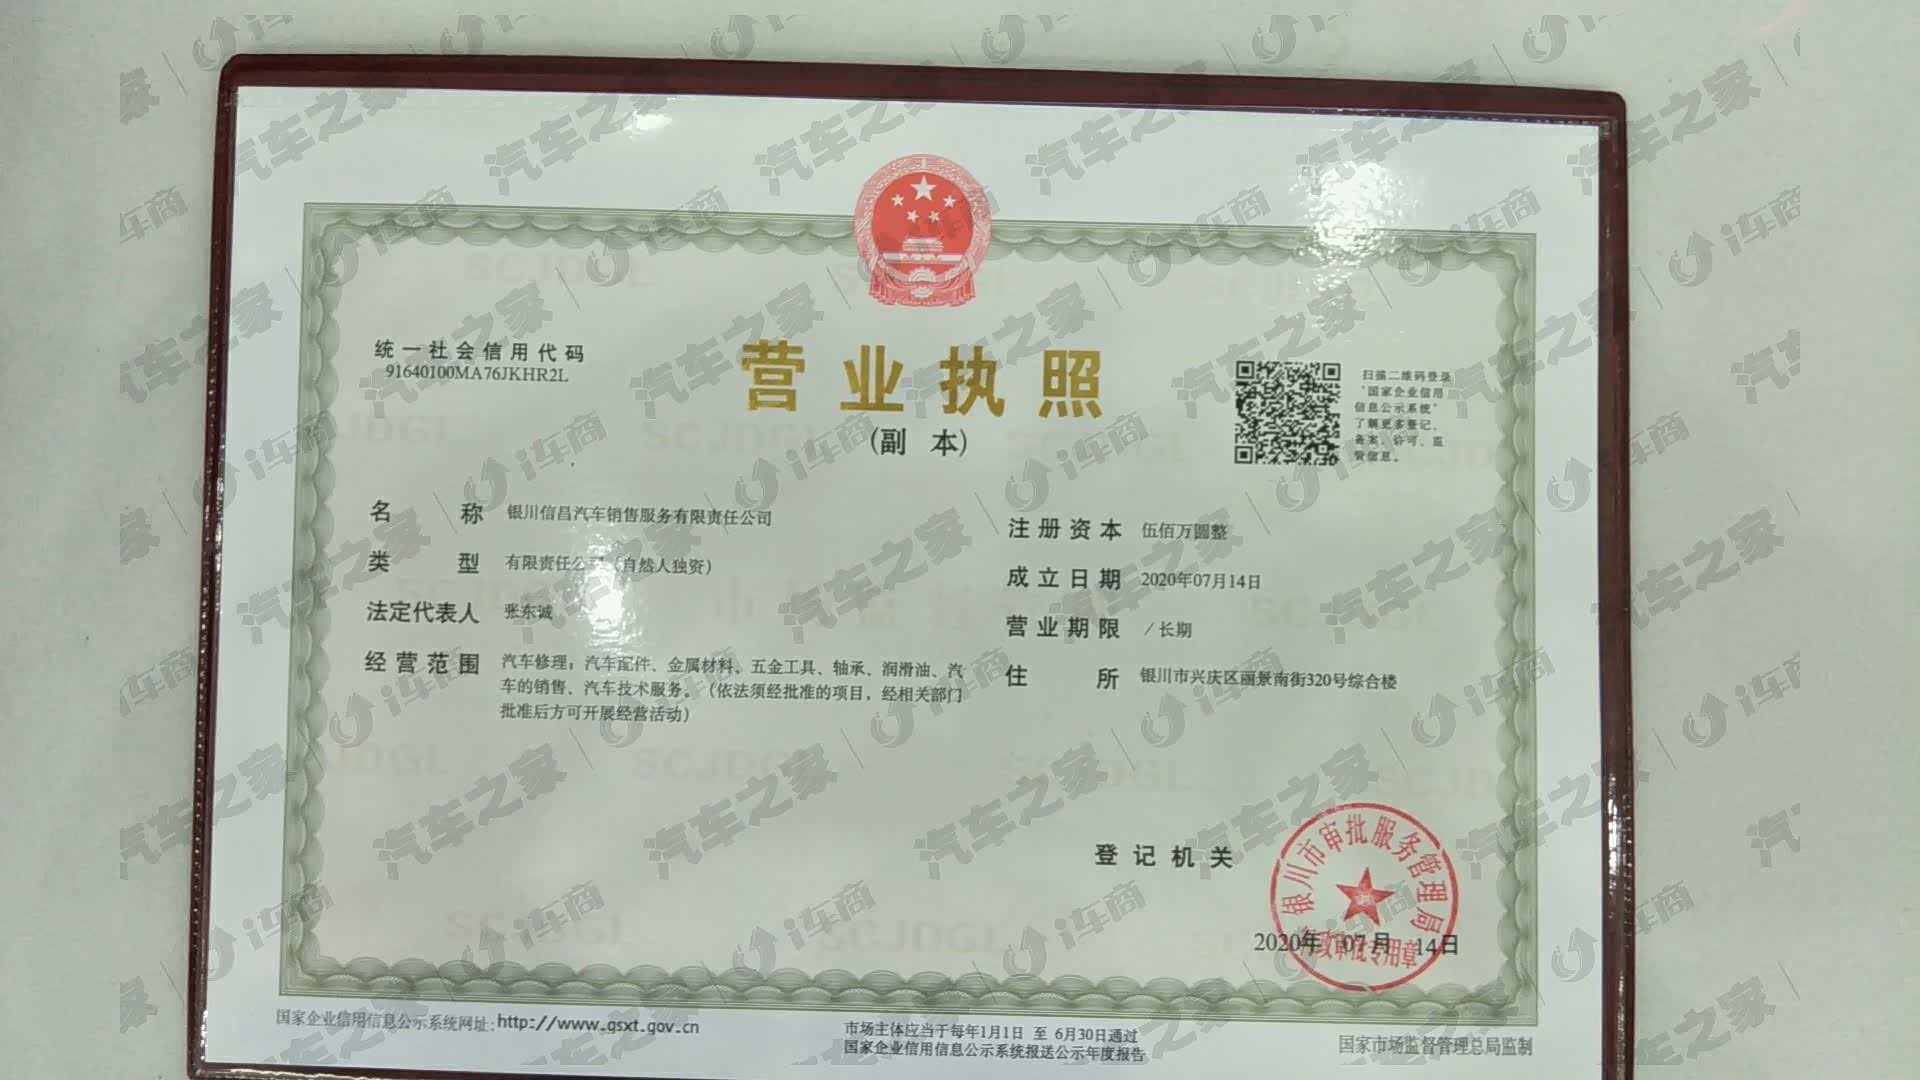 统一社会信用代码
91640100MA76JKHR2L
营业执照
(副 本)
扫描二维码登录
“国家企业信用
信息公示系统”
了解更多登记、
备案、许可、监
管信息。
名 称 银川信昌汽车销售服务有限责任公司
类 型 有限责任公司（自然人独资）
法定代表人 张东诚
经营范围 汽车修理；汽车配件、金属材料、五金工具、轴承、润滑油、汽
车的销售、汽车技术服务。（依法须经批准的项目，经相关部门
批准后方可开展经营活动）
注册资本 伍佰万圆整
成立日期 2020年07月14日
营业期限 / 长期
住 所 银川市兴庆区丽景南街320号综合楼
登记机关
银川市审批服务管理局
行政审批专用章
2020年 07月 14日
国家企业信用信息公示系统网址:http://www.gsxt.gov.cn
市场主体应当于每年1月1日 至 6月30日通过
国家企业信用信息公示系统报送公示年度报告
国家市场监督管理总局监制
汽车之家 | i车商
SCJDGL